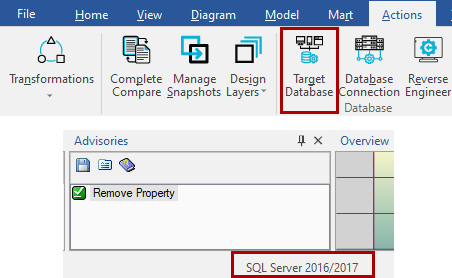 File Home View Diagram Model Mart Actions
Transformations Complete Compare Manage Snapshots Design Layers Target Database Database Connection Reverse Engineer
Database
Advisories Overview
Remove Property
SQL Server 2016/2017